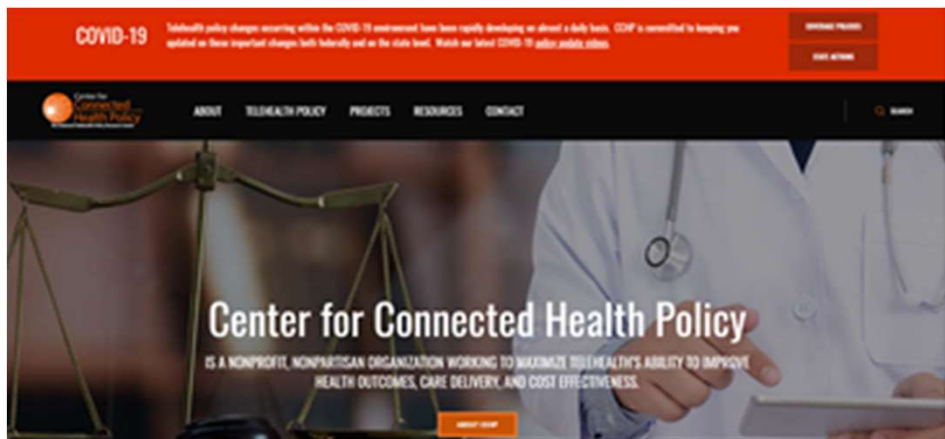 COVID-19
Telehealth policy changes occurring within the COVID-19 environment have been rapidly developing on almost a daily basis. CCHP is committed to keeping you
updated on these important changes both federally and on the state level. Watch our latest COVID-19 policy update videos.
COVERAGE POLICIES
STATE ACTIONS
Center for
Connected
Health Policy
ABOUT TELEHEALTH POLICY PROJECTS RESOURCES CONTACT
SEARCH
Center for Connected Health Policy
IS A NONPROFIT, NONPARTISAN ORGANIZATION WORKING TO MAXIMIZE TELEHEALTH'S ABILITY TO IMPROVE
HEALTH OUTCOMES, CARE DELIVERY, AND COST EFFECTIVENESS.
ABOUT CCHP